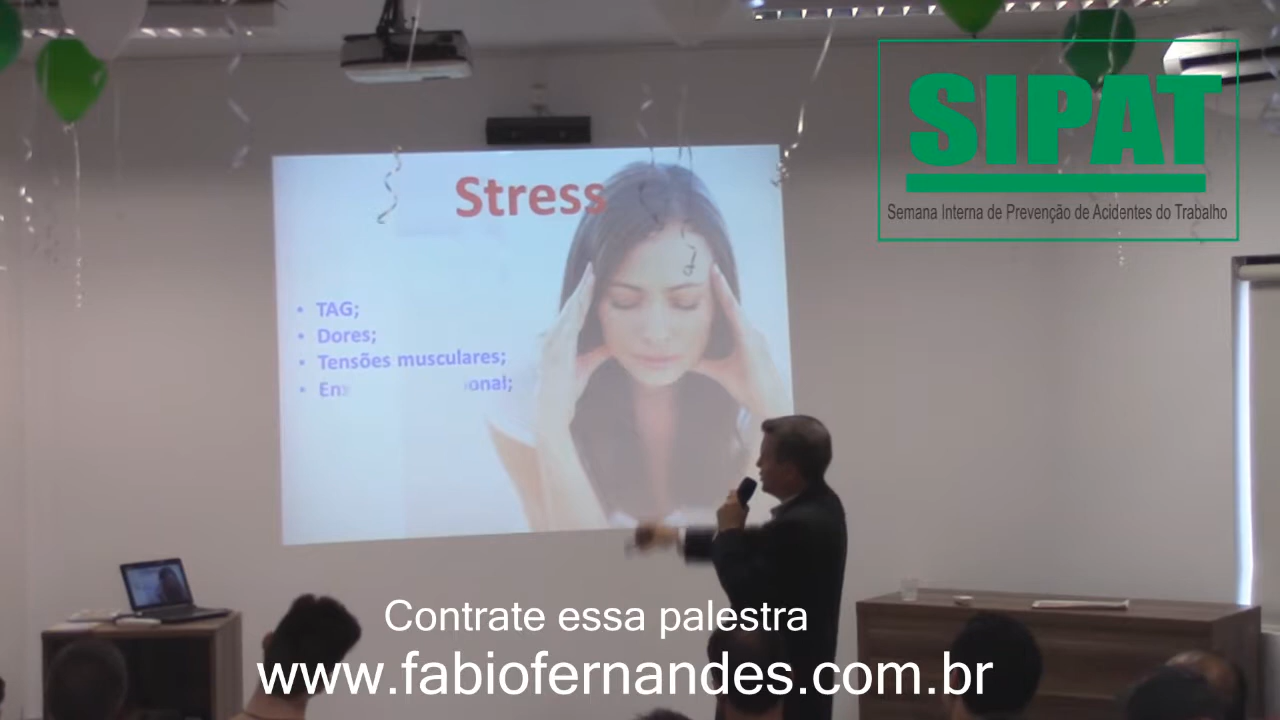 SIPAT
Semana Interna de Prevenção de Acidentes do Trabalho
Stress
• TAG;
• Dores;
• Tensões musculares;
Contrate essa palestra
www.fabiofernandes.com.br